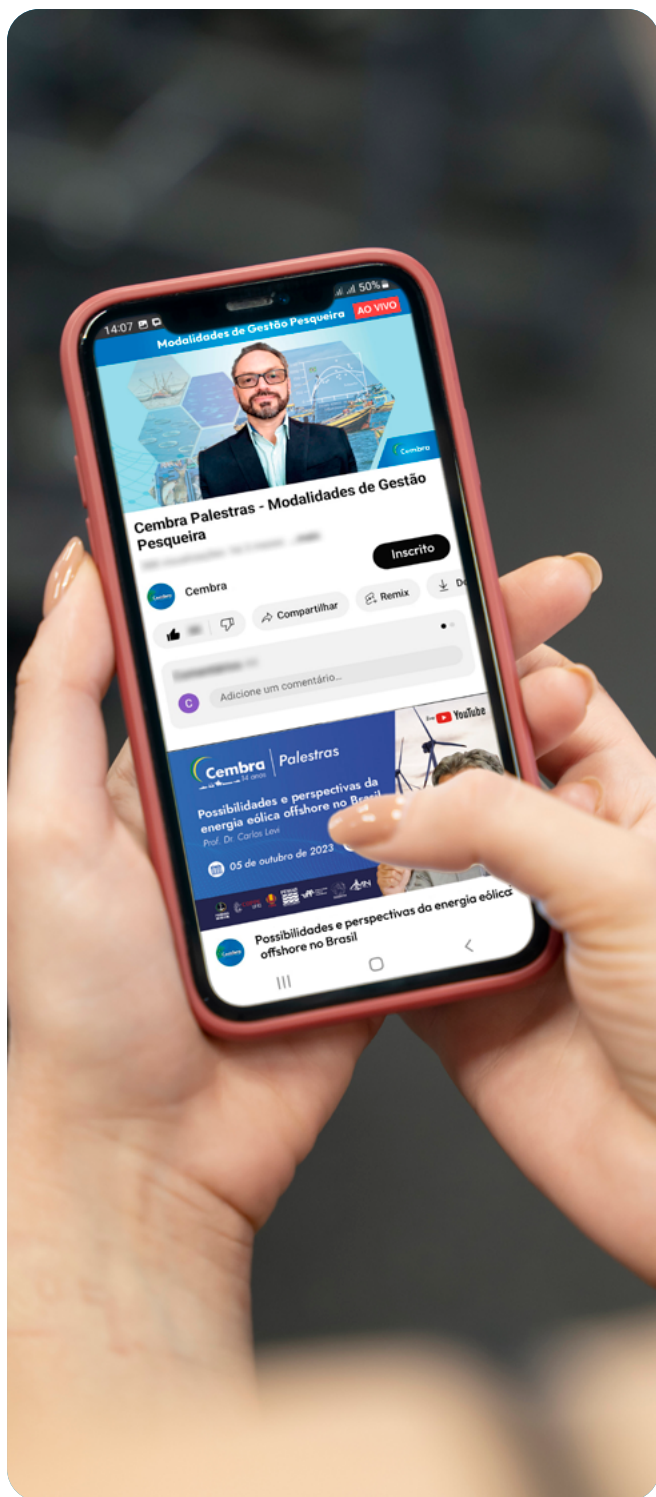 14:07
50%
Modalidades de Gestão Pesqueira
AO VIVO
Cembra
Cembra Palestras - Modalidades de Gestão
Pesqueira
Cembra
Inscrito
Compartilhar
Remix
Adicione um comentário...
C
Cembra
14 anos
Palestras
YouTube
Possibilidades e perspectivas da
energia eólica offshore no Brasil
Prof. Dr. Carlos Levi
05 de outubro de 2023
Possibilidades e perspectivas da energia eólica
offshore no Brasil